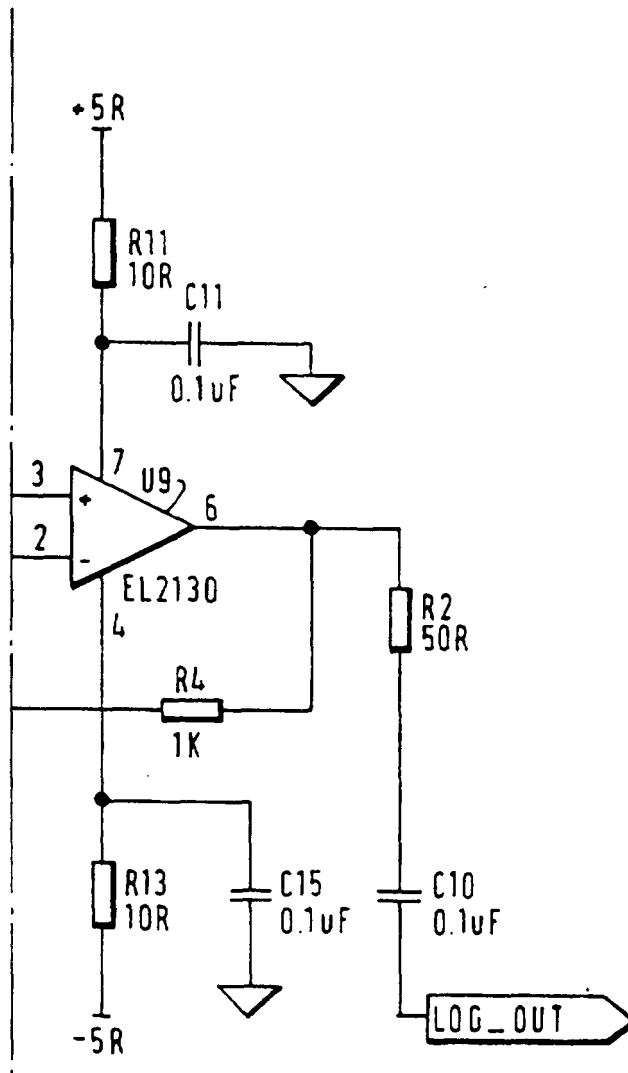 +5R
R11
10R
C11
0.1uF
7
3
U9
6
+
2
-
EL2130
4
R2
50R
R4
1K
R13
10R
C15
0.1uF
C10
0.1uF
-5R
LOG_OUT